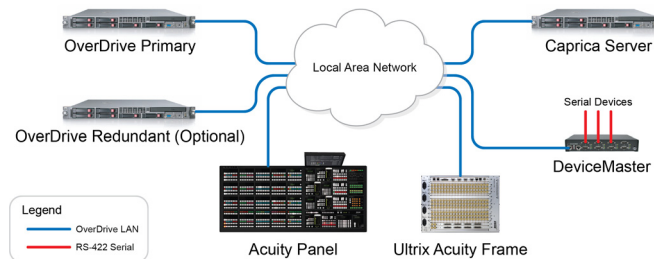 OverDrive Primary
Local Area Network
Caprica Server
OverDrive Redundant (Optional)
Serial Devices
DeviceMaster
Legend
OverDrive LAN
RS-422 Serial
Acuity Panel
Ultrix Acuity Frame